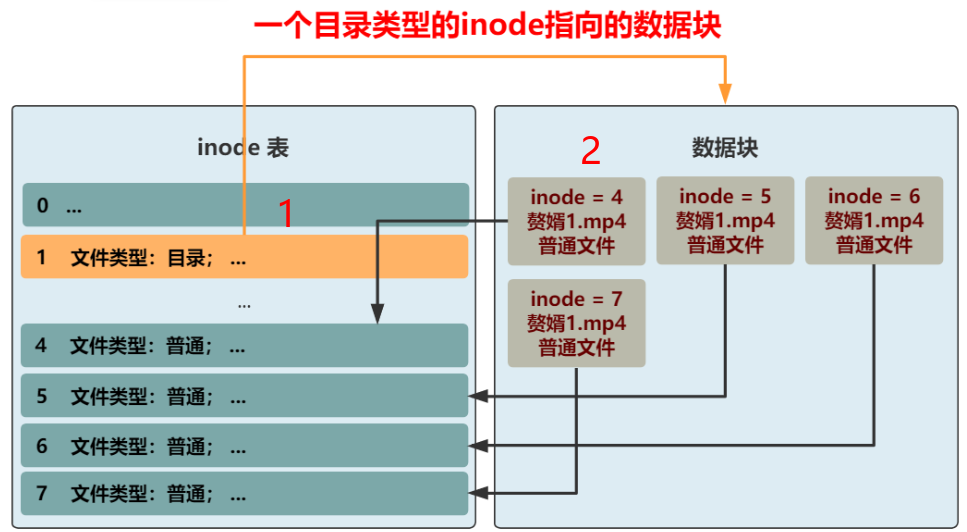 一个目录类型的inode指向的数据块
inode 表
数据块
1
2
0 ...
1 文件类型：目录； ...
...
4 文件类型：普通； ...
5 文件类型：普通； ...
6 文件类型：普通； ...
7 文件类型：普通； ...
inode = 4
赘婿1.mp4
普通文件
inode = 5
赘婿1.mp4
普通文件
inode = 6
赘婿1.mp4
普通文件
inode = 7
赘婿1.mp4
普通文件